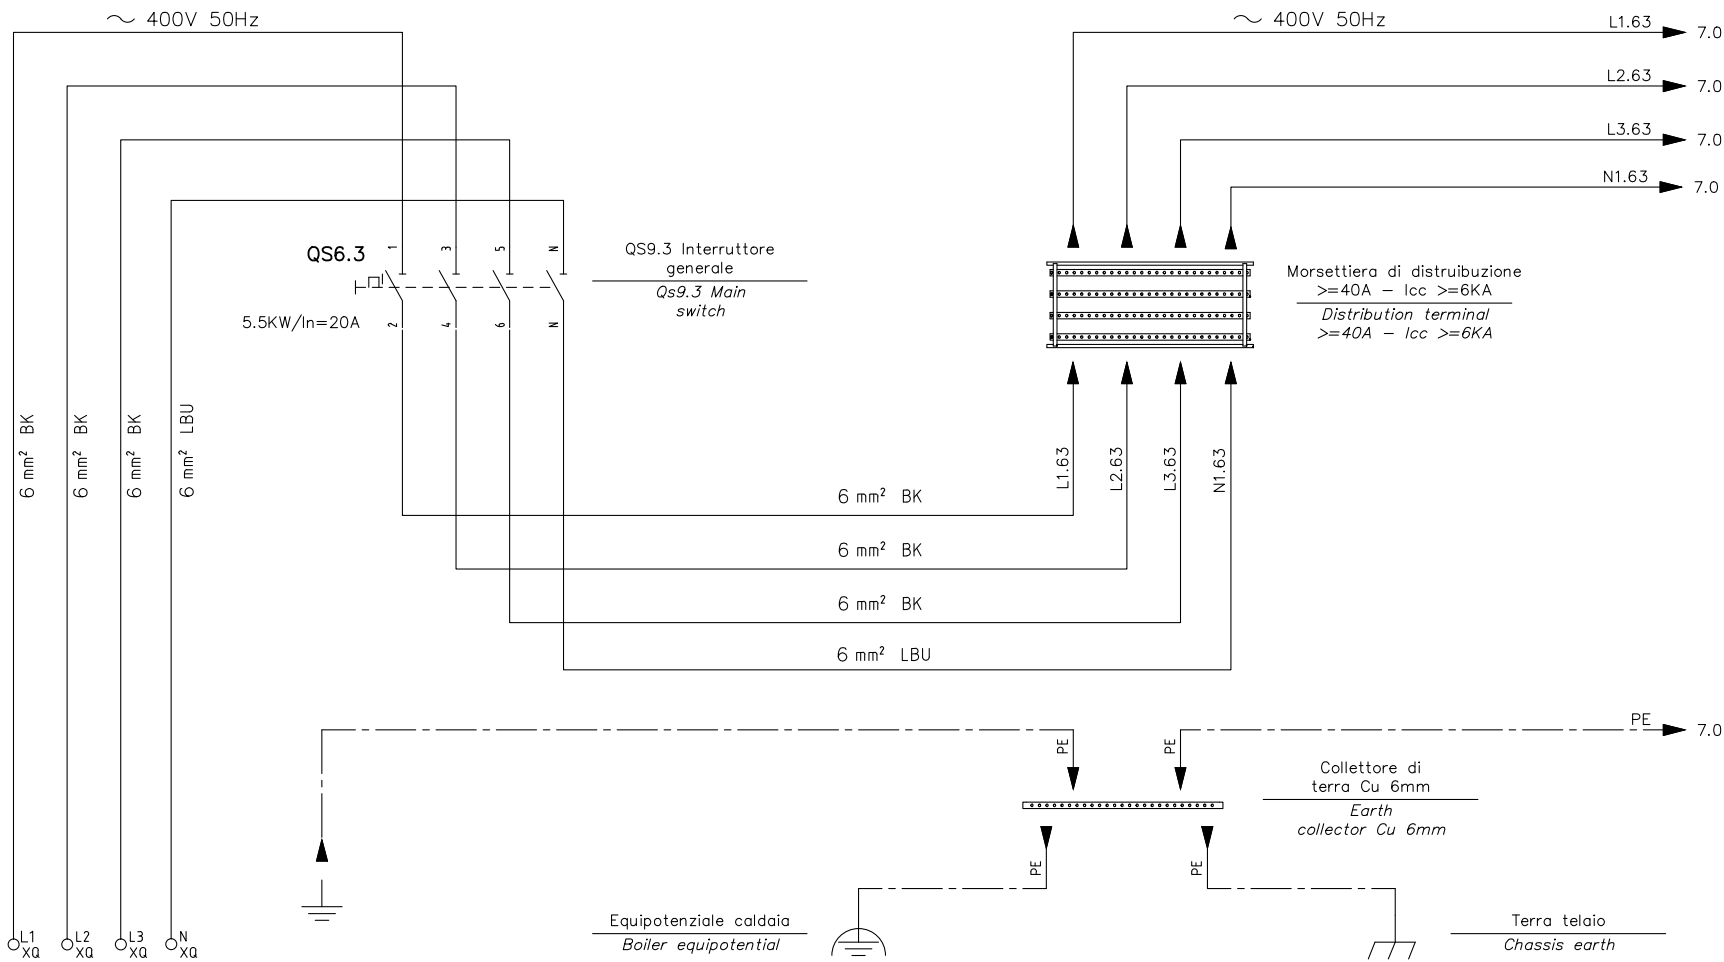 ~ 400V 50Hz
~ 400V 50Hz
L1.63
7.0
L2.63
7.0
L3.63
7.0
N1.63
7.0
QS6.3
1
3
5
N
QS9.3 Interruttore
generale
Qs9.3 Main
switch
5.5KW/In=20A
2
4
6
N
Morsettiera di distruibuzione
>=40A - Icc >=6KA
Distribution terminal
>=40A - Icc >=6KA
6 mm² BK
6 mm² BK
6 mm² BK
6 mm² LBU
L1.63
L2.63
L3.63
N1.63
6 mm² BK
6 mm² BK
6 mm² BK
6 mm² LBU
PE
7.0
PE
PE
Collettore di
terra Cu 6mm
Earth
collector Cu 6mm
PE
PE
Equipotenziale caldaia
Boiler equipotential
Terra telaio
Chassis earth
L1
XQ
L2
XQ
L3
XQ
N
XQ